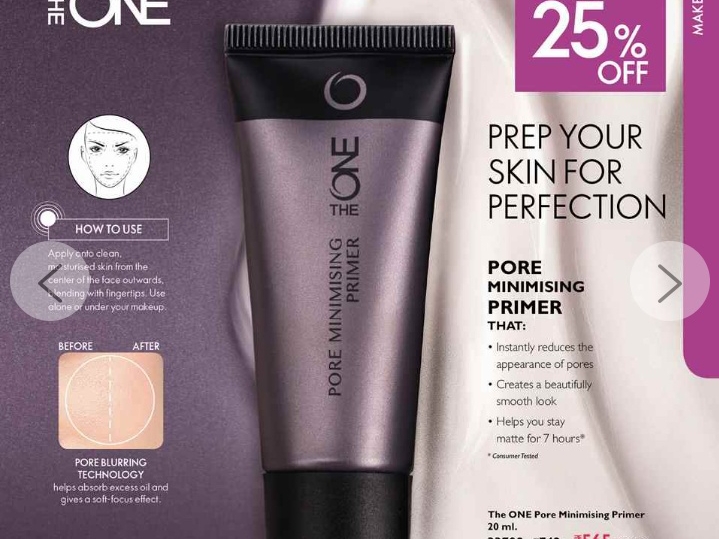 THE ONE
HOW TO USE
Apply onto clean,
moisturised skin from the
center of the face outwards,
blending with fingertips. Use
alone or under your makeup.
BEFORE AFTER
PORE BLURRING
TECHNOLOGY
helps absorb excess oil and
gives a soft-focus effect.
THE ONE
PORE MINIMISING
PRIMER
25%
OFF
PREP YOUR
SKIN FOR
PERFECTION
PORE
MINIMISING
PRIMER
THAT:
• Instantly reduces the
appearance of pores
• Creates a beautifully
smooth look
• Helps you stay
matte for 7 hours*
* Consumer Tested
The ONE Pore Minimising Primer
20 ml.